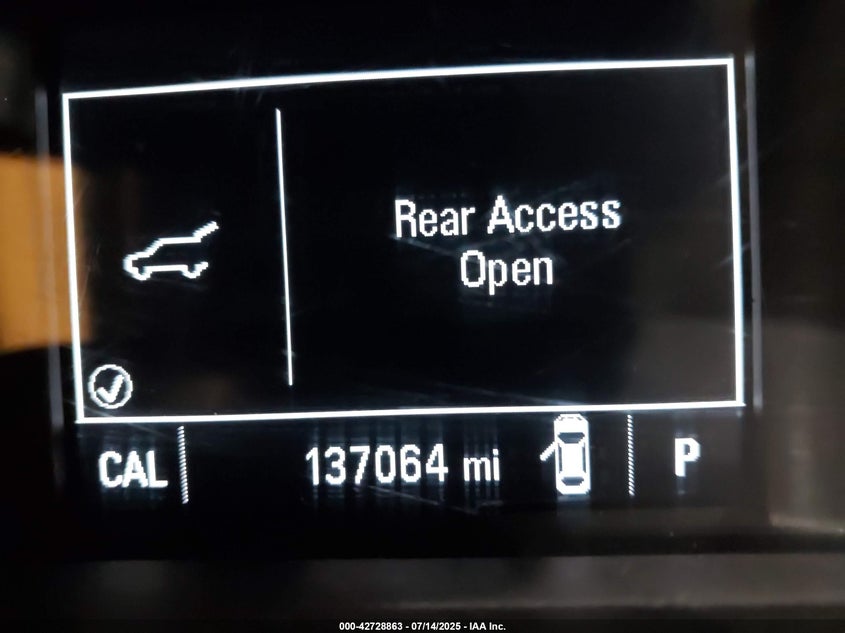 Rear Access
Open
CAL
137064 mi
P
000-42728863 - 07/14/2025 - IAA Inc.